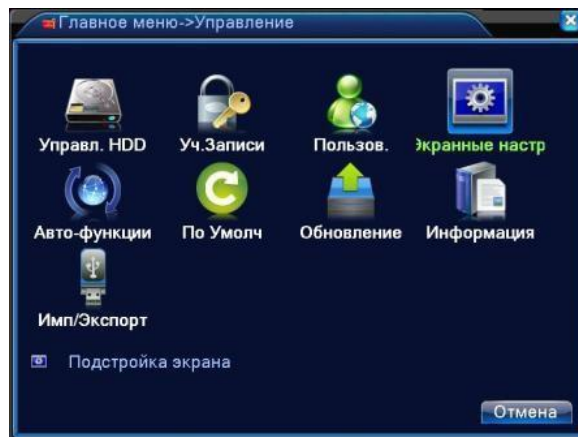 Главное меню->Управление
Управл. HDD Уч.Записи Пользов. Экранные настр
Авто-функции По Умолч Обновление Информация
Имп/Экспорт
Подстройка экрана
Отмена